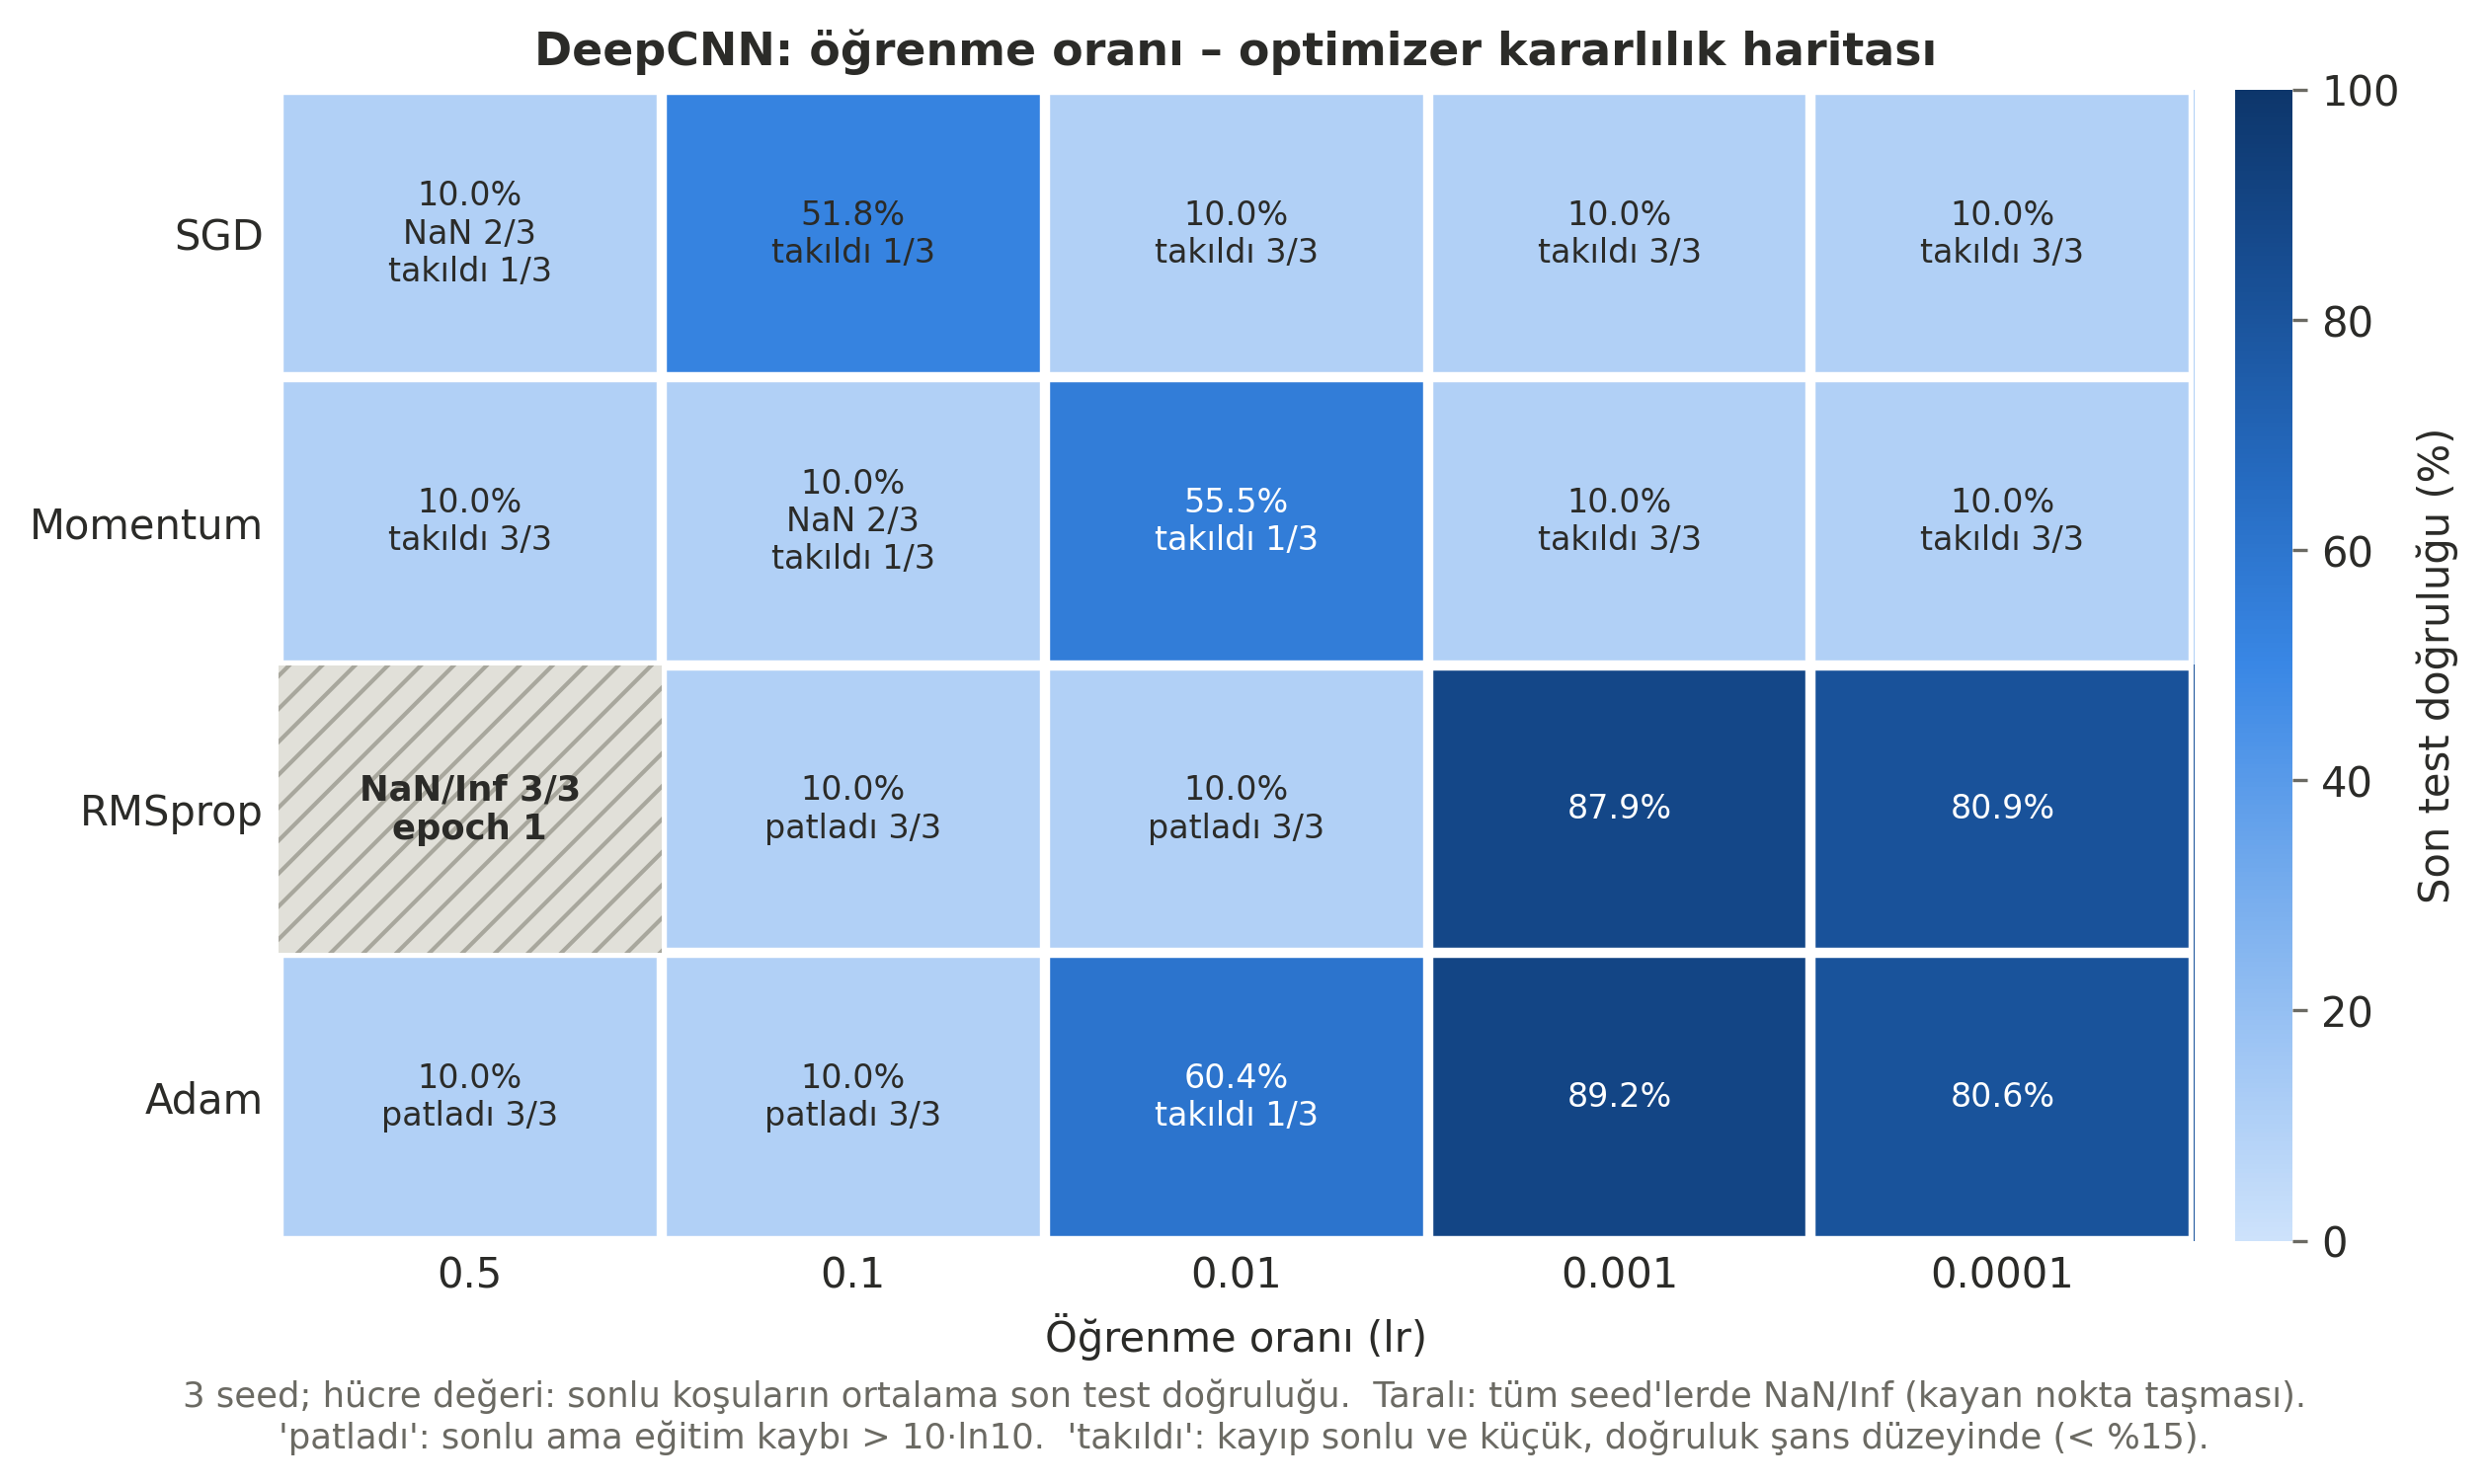 DeepCNN: öğrenme oranı – optimizer kararlılık haritası
SGD
10.0%
NaN 2/3
takıldı 1/3
51.8%
takıldı 1/3
10.0%
takıldı 3/3
10.0%
takıldı 3/3
10.0%
takıldı 3/3
Momentum
10.0%
takıldı 3/3
10.0%
NaN 2/3
takıldı 1/3
55.5%
takıldı 1/3
10.0%
takıldı 3/3
10.0%
takıldı 3/3
RMSprop
NaN/Inf 3/3
epoch 1
10.0%
patladı 3/3
10.0%
patladı 3/3
87.9%
80.9%
Adam
10.0%
patladı 3/3
10.0%
patladı 3/3
60.4%
takıldı 1/3
89.2%
80.6%
0.5
0.1
0.01
0.001
0.0001
Öğrenme oranı (lr)
100
80
60
40
20
0
Son test doğruluğu (%)
3 seed; hücre değeri: sonlu koşuların ortalama son test doğruluğu.  Taralı: tüm seed'lerde NaN/Inf (kayan nokta taşması).
'patladı': sonlu ama eğitim kaybı > 10·ln10.  'takıldı': kayıp sonlu ve küçük, doğruluk şans düzeyinde (< %15).